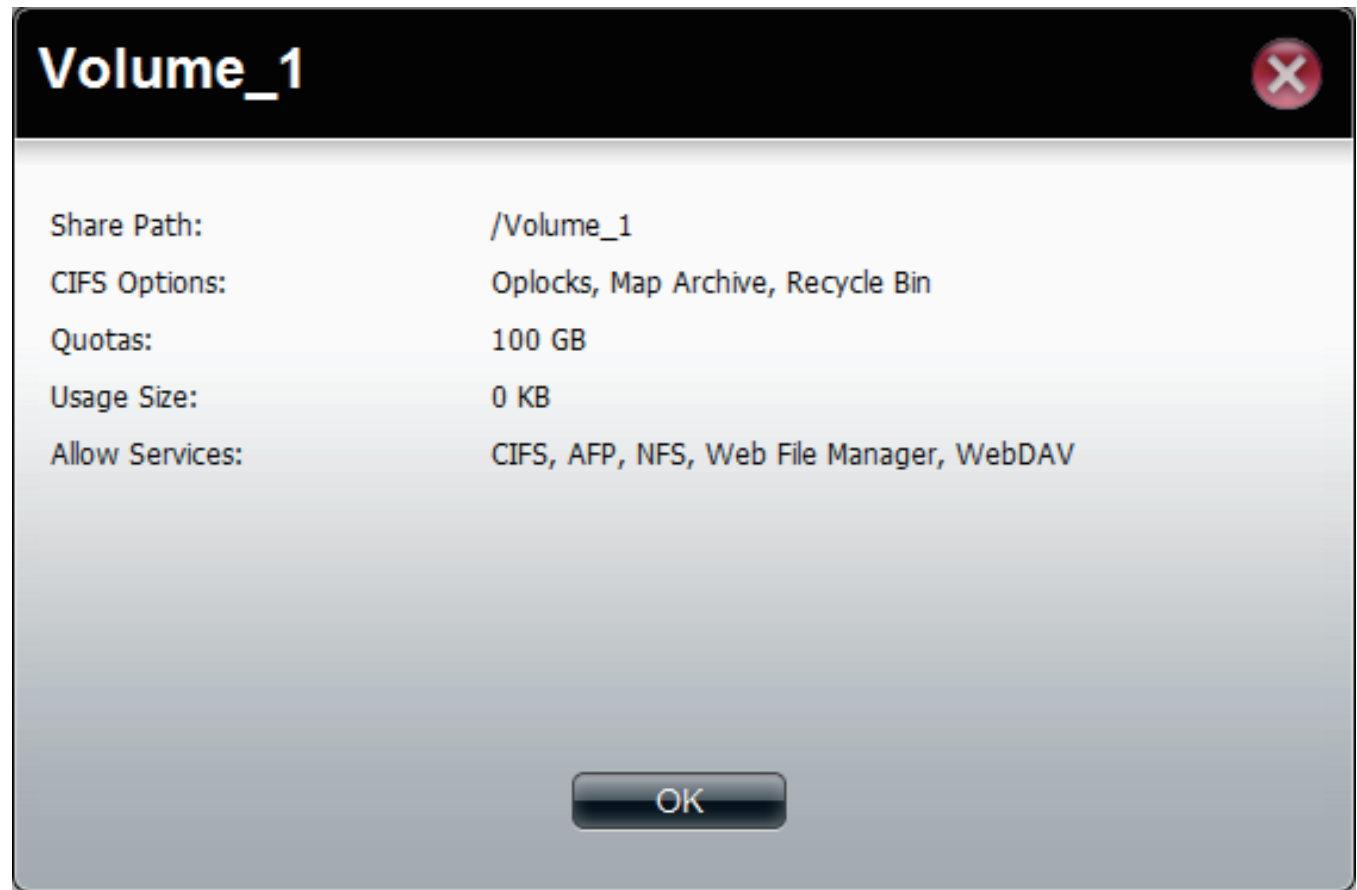 Volume_1
Share Path: /Volume_1
CIFS Options: Oplocks, Map Archive, Recycle Bin
Quotas: 100 GB
Usage Size: 0 KB
Allow Services: CIFS, AFP, NFS, Web File Manager, WebDAV
OK